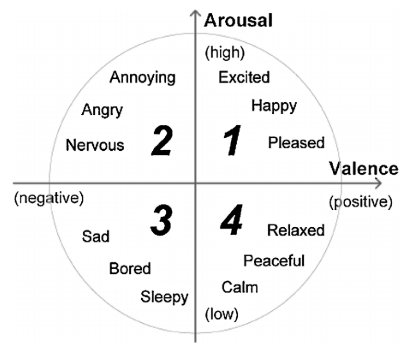 Arousal
(high)
Annoying
Excited
Angry
Happy
Nervous
2
1
Pleased
Valence
(negative)
(positive)
3
4
Sad
Relaxed
Bored
Peaceful
Sleepy
Calm
(low)